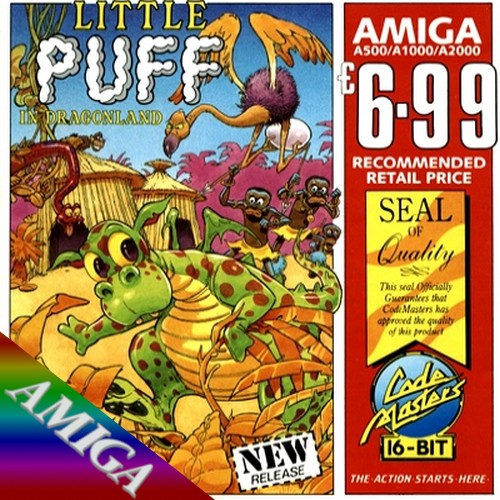 LITTLE
PUFF
IN DRAGONLAND
AMIGA
A500/A1000/A2000
£6·99
RECOMMENDED
RETAIL PRICE
SEAL
OF
Quality
This seal Officially
Guarantees that
CodeMasters has
approved the quality
of this product
Code
Masters
16-BIT
THE·ACTION·STARTS·HERE·
NEW
RELEASE
AMIGA